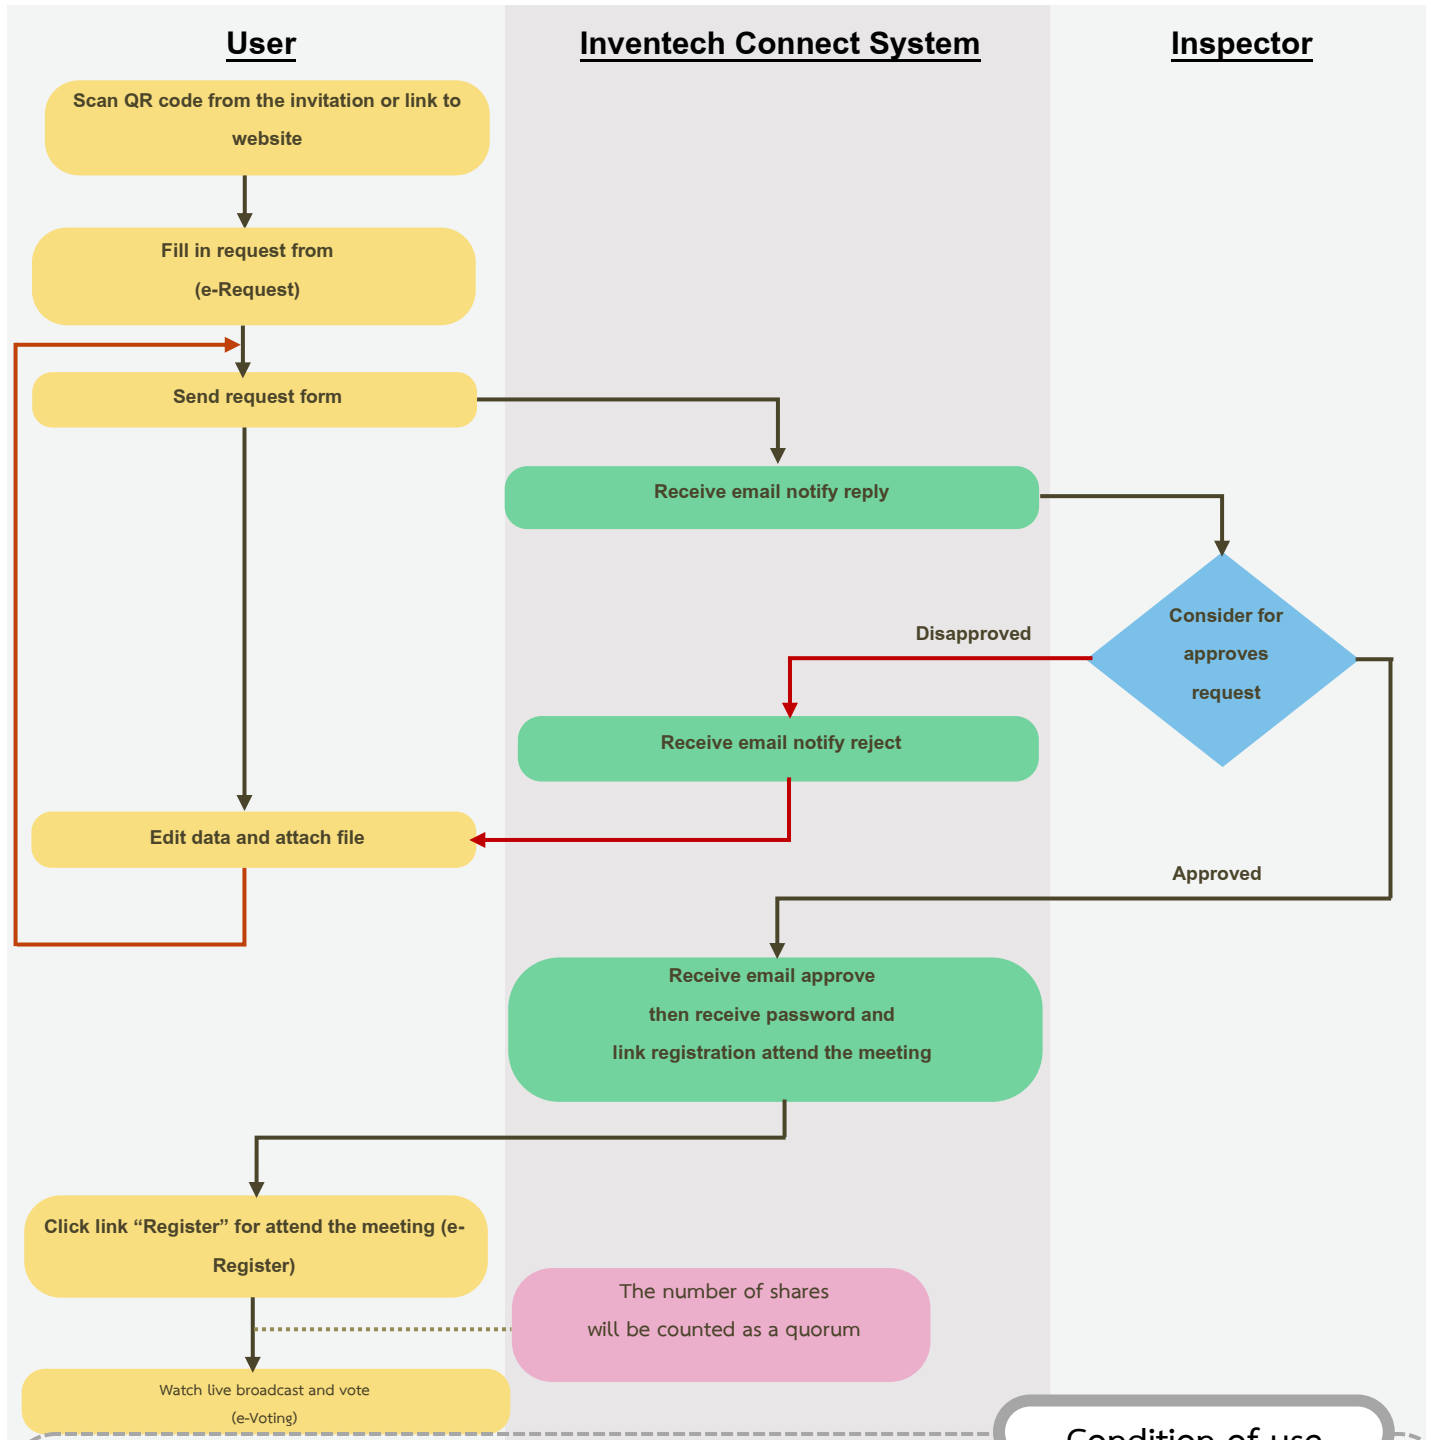 User
Inventech Connect System
Inspector
Scan QR code from the invitation or link to
website
Fill in request from
(e-Request)
Send request form
Receive email notify reply
Consider for
approves
request
Disapproved
Receive email notify reject
Edit data and attach file
Approved
Receive email approve
then receive password and
link registration attend the meeting
Click link “Register” for attend the meeting (e-
Register)
The number of shares
will be counted as a quorum
Watch live broadcast and vote
(e-Voting)
Condition of use